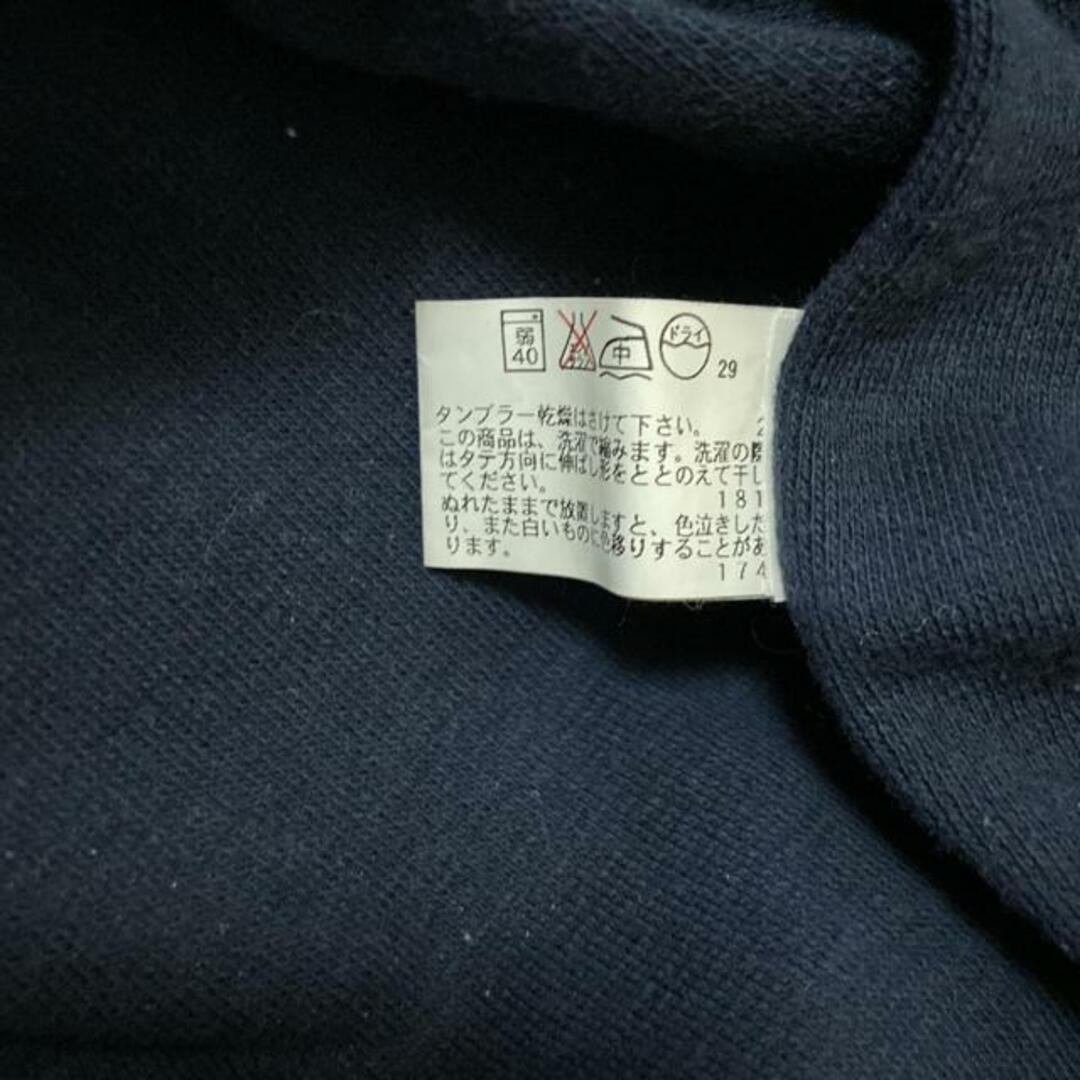 弱 中 ドライ
40 29
タンブラー乾燥はさけて下さい。 2
この商品は、洗濯で縮みます。洗濯の際
はタテ方向に伸ばし形をととのえて干し
てください。
181
ぬれたままで放置しますと、色泣きした
り、また白いものに色移りすることがあ
ります。
174